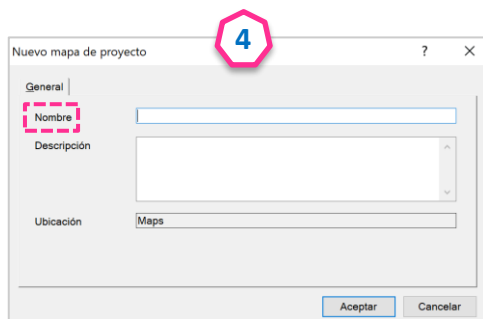 4
Nuevo mapa de proyecto ? ×
General
Nombre
Descripción
Ubicación Maps
Aceptar Cancelar